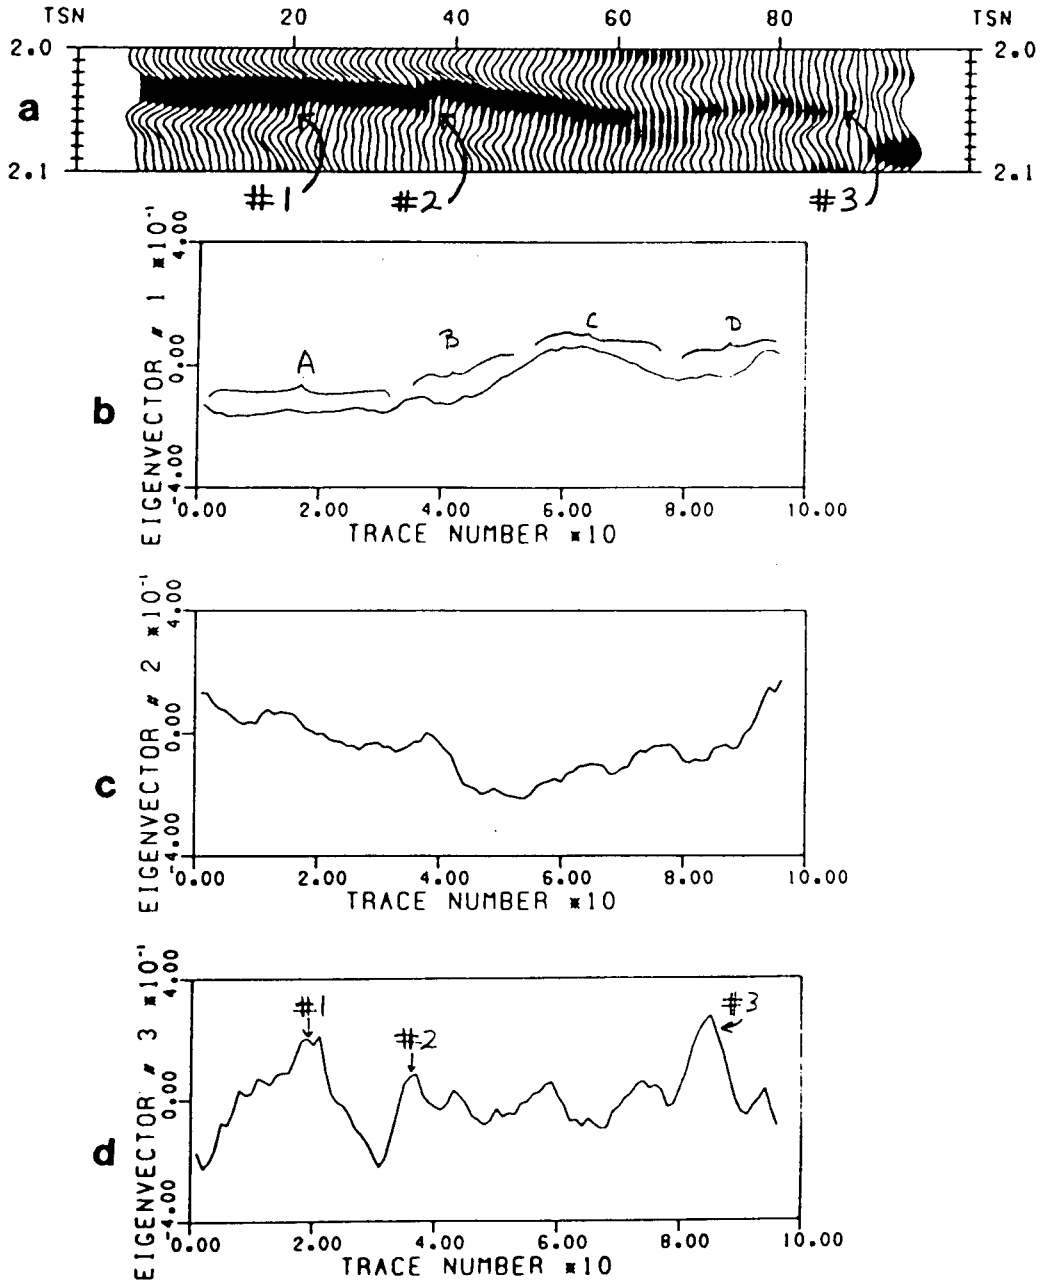 TSN 20 40 60 80 TSN
2.0 2.0
a
2.1 2.1
#1 #2 #3
EIGENVECTOR # 1 *10⁻¹
4.00
0.00
-4.00
A B C D
b
0.00 2.00 4.00 6.00 8.00 10.00
TRACE NUMBER *10
EIGENVECTOR # 2 *10⁻¹
4.00
0.00
-4.00
c
0.00 2.00 4.00 6.00 8.00 10.00
TRACE NUMBER *10
EIGENVECTOR # 3 *10⁻¹
4.00
0.00
-4.00
#1 #2 #3
d
0.00 2.00 4.00 6.00 8.00 10.00
TRACE NUMBER *10